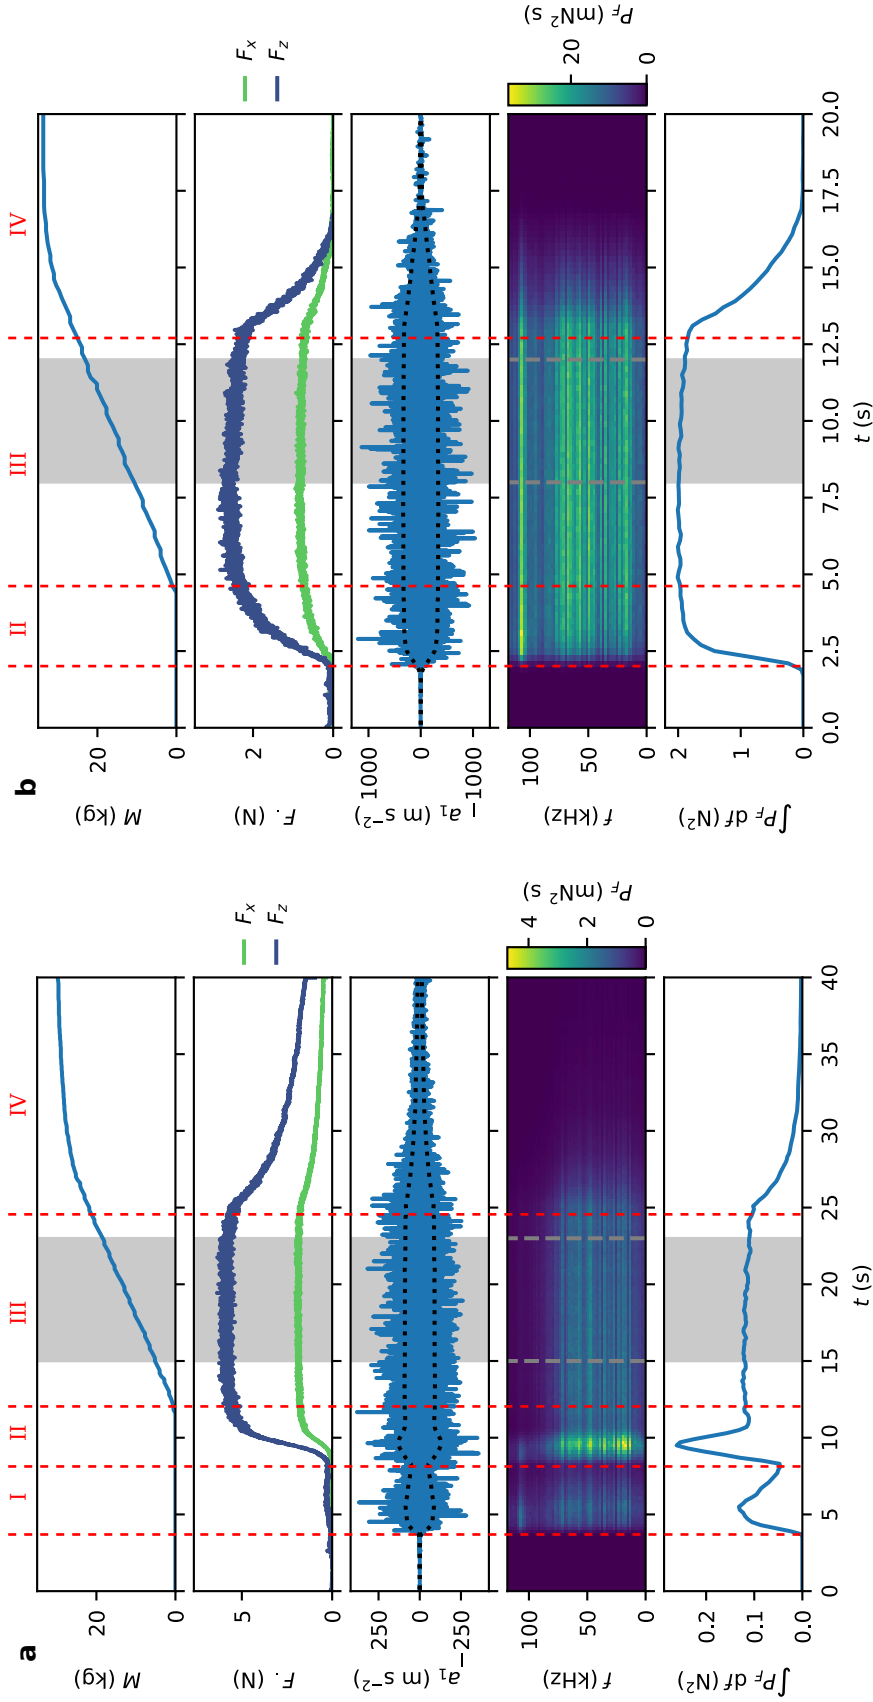 a
I II III IV
M (kg)
20
0
F. (N)
5
0
Fx
Fz
a₁ (m s⁻²)
250
0
−250
f (kHz)
100
50
0
P_F (mN² s)
4
2
0
∫P_F df (N²)
0.2
0.1
0.0
0 5 10 15 20 25 30 35 40
t (s)
b
II III IV
M (kg)
20
0
F. (N)
2
0
Fx
Fz
a₁ (m s⁻²)
1000
0
−1000
f (kHz)
100
50
0
P_F (mN² s)
20
0
∫P_F df (N²)
2
1
0
0.0 2.5 5.0 7.5 10.0 12.5 15.0 17.5 20.0
t (s)